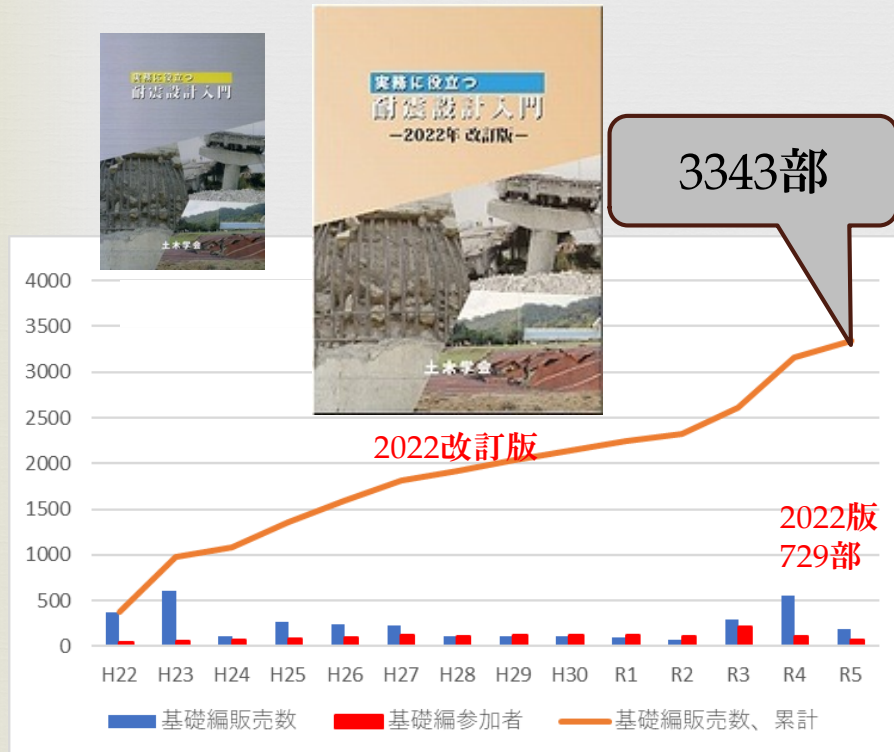 実務に役立つ
耐震設計入門
土木学会
実務に役立つ
耐震設計入門
−2022年 改訂版−
土木学会
3343部
4000
3500
3000
2500
2000
1500
1000
500
0
2022改訂版
2022版
729部
H22 H23 H24 H25 H26 H27 H28 H29 H30 R1 R2 R3 R4 R5
基礎編販売数 基礎編参加者 基礎編販売数、累計